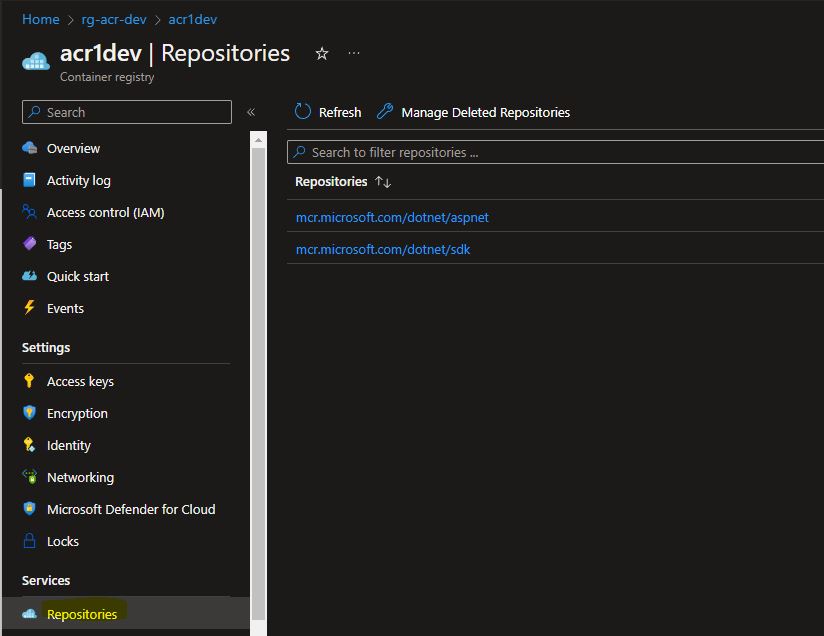 Home > rg-acr-dev > acr1dev
acr1dev | Repositories ☆ ...
Container registry
Search «
Refresh Manage Deleted Repositories
Overview
Activity log
Access control (IAM)
Tags
Quick start
Events
Settings
Access keys
Encryption
Identity
Networking
Microsoft Defender for Cloud
Locks
Services
Repositories
Search to filter repositories ...
Repositories ↑↓
mcr.microsoft.com/dotnet/aspnet
mcr.microsoft.com/dotnet/sdk